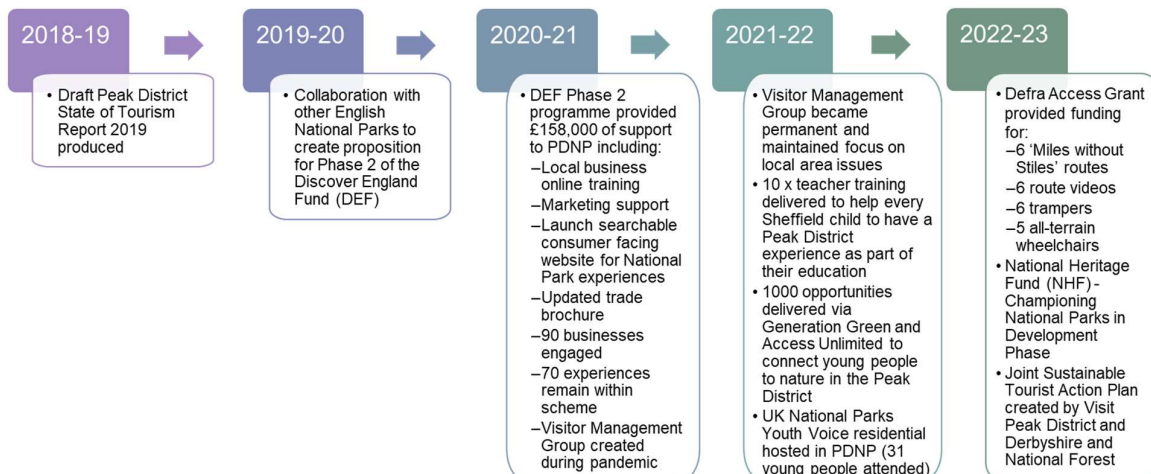 2018-19
• Draft Peak District
State of Tourism
Report 2019
produced
2019-20
• Collaboration with
other English
National Parks to
create proposition
for Phase 2 of the
Discover England
Fund (DEF)
2020-21
• DEF Phase 2
programme provided
£158,000 of support
to PDNP including:
–Local business
online training
–Marketing support
–Launch searchable
consumer facing
website for National
Park experiences
–Updated trade
brochure
–90 businesses
engaged
–70 experiences
remain within
scheme
–Visitor Management
Group created
during pandemic
2021-22
• Visitor Management
Group became
permanent and
maintained focus on
local area issues
• 10 x teacher training
delivered to help every
Sheffield child to have a
Peak District
experience as part of
their education
• 1000 opportunities
delivered via
Generation Green and
Access Unlimited to
connect young people
to nature in the Peak
District
• UK National Parks
Youth Voice residential
hosted in PDNP (31
young people attended)
2022-23
• Defra Access Grant
provided funding
for:
–6 ‘Miles without
Stiles’ routes
–6 route videos
–6 trampers
–5 all-terrain
wheelchairs
• National Heritage
Fund (NHF) -
Championing
National Parks in
Development
Phase
• Joint Sustainable
Tourist Action Plan
created by Visit
Peak District and
Derbyshire and
National Forest